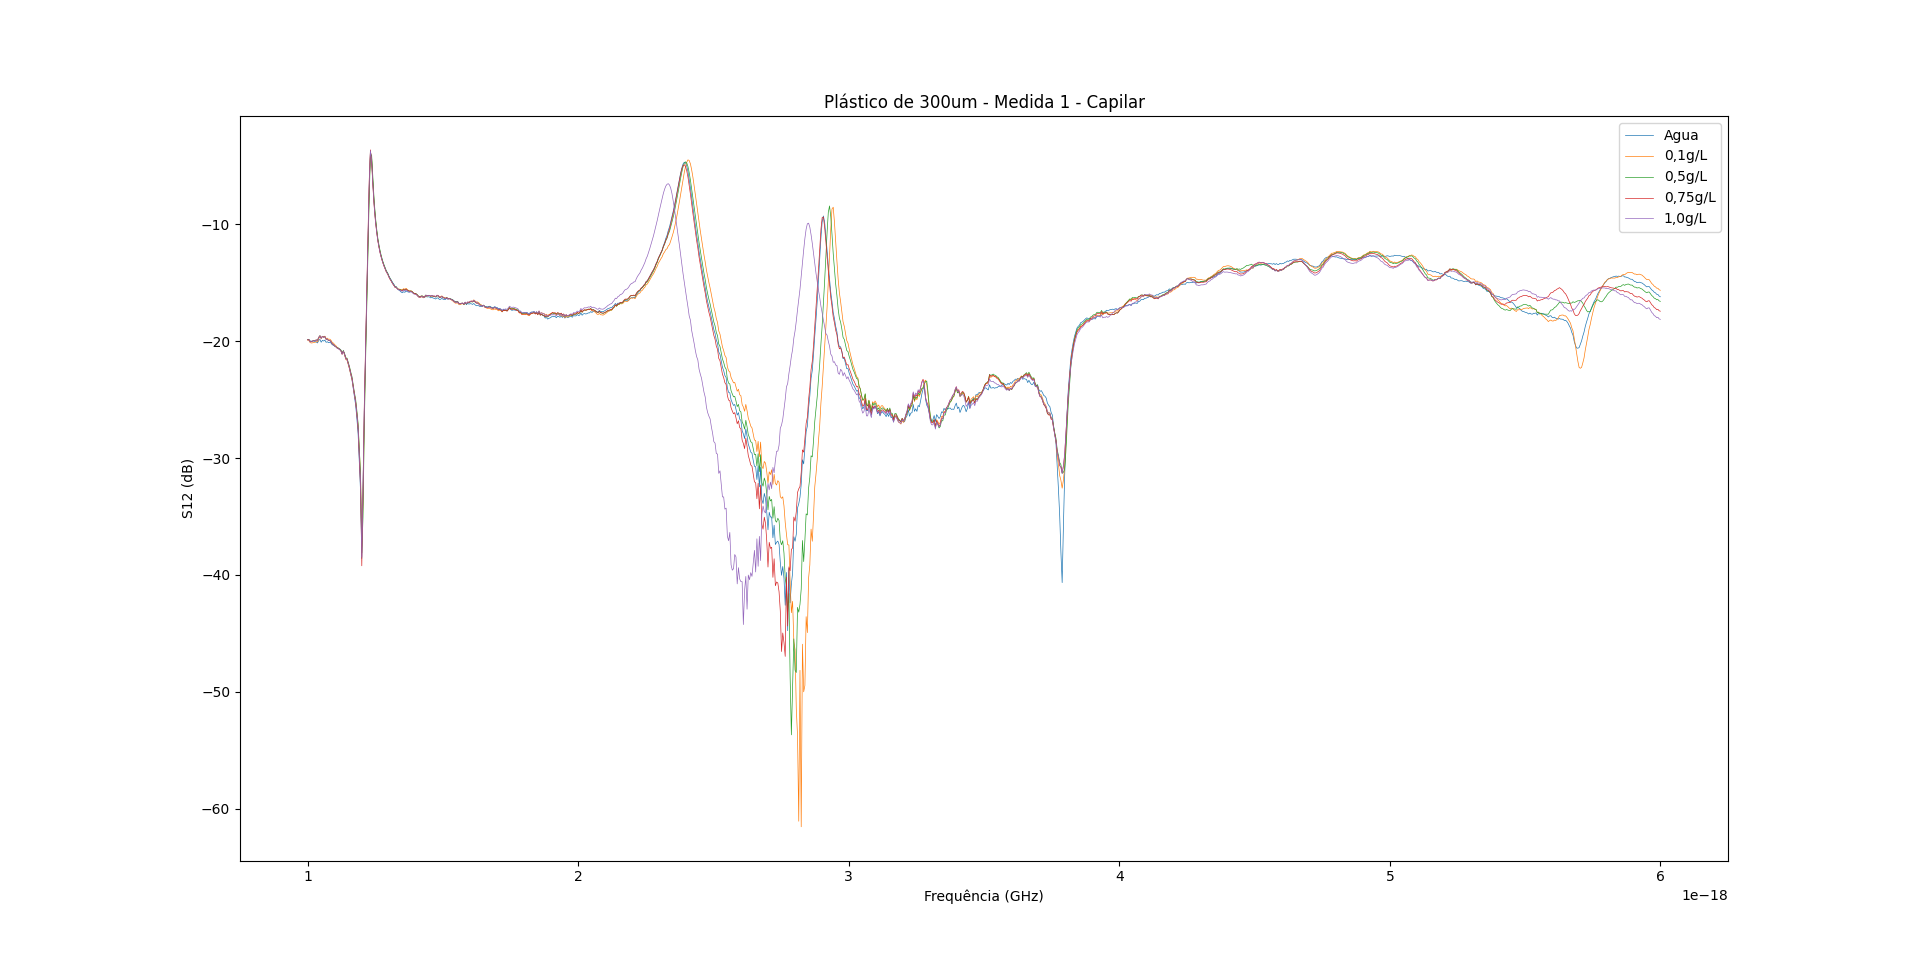 Plástico de 300um - Medida 1 - Capilar
Agua
0,1g/L
0,5g/L
0,75g/L
1,0g/L
−10
−20
−30
−40
−50
−60
S12 (dB)
1 2 3 4 5 6
1e−18
Frequência (GHz)